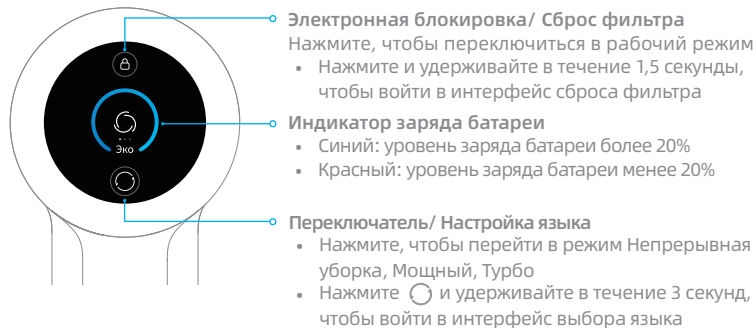 Электронная блокировка/ Сброс фильтра
Нажмите, чтобы переключиться в рабочий режим
• Нажмите и удерживайте в течение 1,5 секунды,
чтобы войти в интерфейс сброса фильтра
Индикатор заряда батареи
• Синий: уровень заряда батареи более 20%
• Красный: уровень заряда батареи менее 20%
Эко
Переключатель/ Настройка языка
• Нажмите, чтобы перейти в режим Непрерывная
уборка, Мощный, Турбо
• Нажмите и удерживайте в течение 3 секунд,
чтобы войти в интерфейс выбора языка